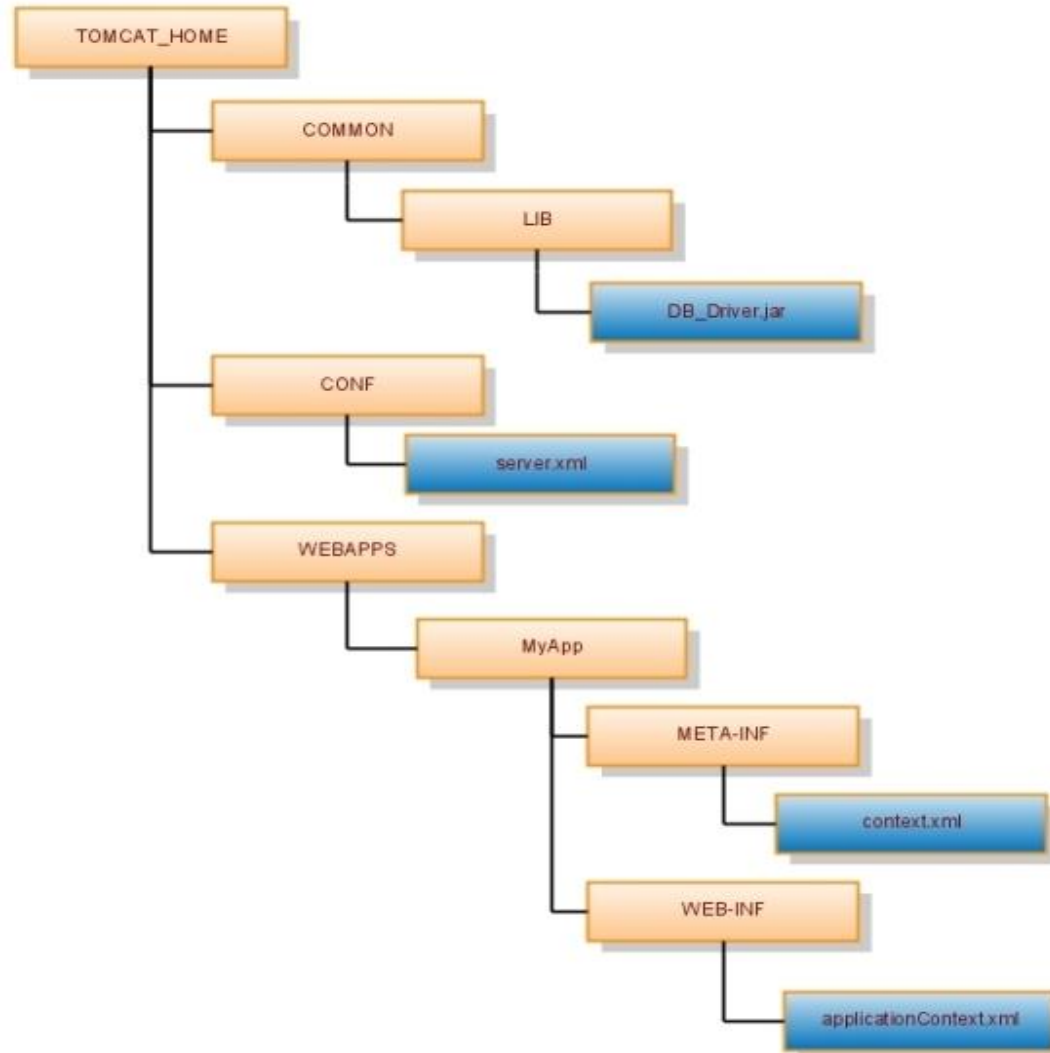 TOMCAT_HOME
COMMON
LIB
DB_Driver.jar
CONF
server.xml
WEBAPPS
MyApp
META-INF
context.xml
WEB-INF
applicationContext.xml